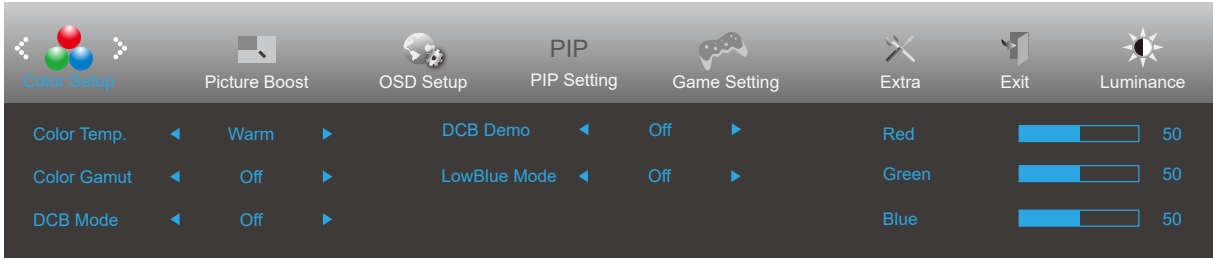 PIP
Color Setup Picture Boost OSD Setup PIP Setting Game Setting Extra Exit Luminance
Color Temp. Warm DCB Demo Off Red 50
Color Gamut Off LowBlue Mode Off Green 50
DCB Mode Off Blue 50